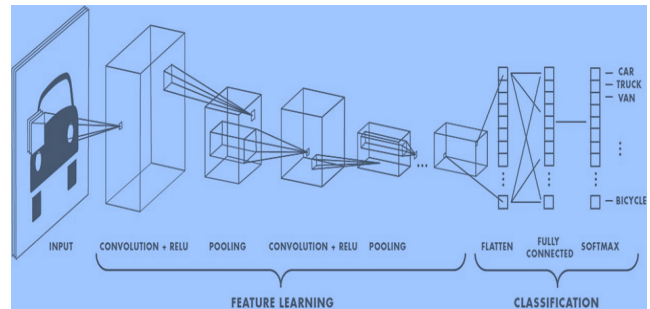 CAR
TRUCK
VAN
BICYCLE
INPUT
CONVOLUTION + RELU
POOLING
CONVOLUTION + RELU
POOLING
FLATTEN
FULLY
CONNECTED
SOFTMAX
FEATURE LEARNING
CLASSIFICATION